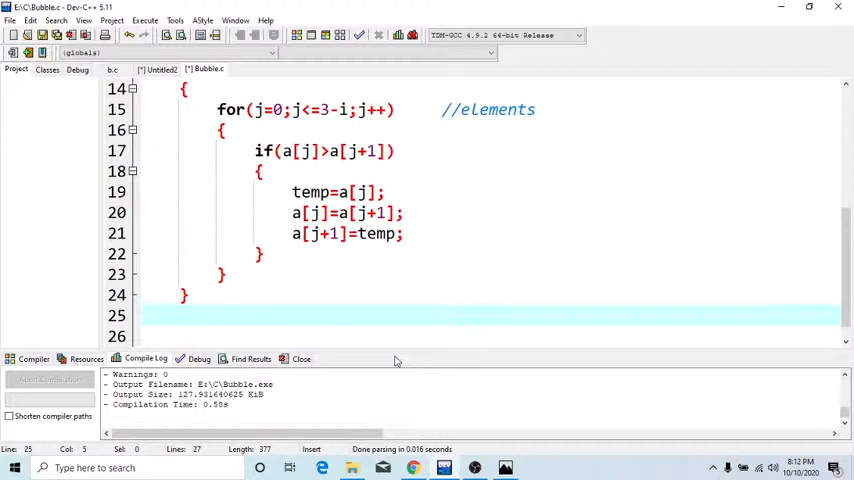 E:\C\Bubble.c - Dev-C++ 5.11
File Edit Search View Project Execute Tools AStyle Window Help
TDM-GCC 4.9.2 64-bit Release
(globals)
Project Classes Debug b.c [*] Untitled2 [*] Bubble.c
14 {
15 for(j=0;j<=3-i;j++) //elements
16 {
17 if(a[j]>a[j+1])
18 {
19 temp=a[j];
20 a[j]=a[j+1];
21 a[j+1]=temp;
22 }
23 }
24 }
25
26
Compiler Resources Compile Log Debug Find Results Close
- Warnings: 0
- Output Filename: E:\C\Bubble.exe
- Output Size: 127.931640625 KiB
- Compilation Time: 0.58s
Shorten compiler paths
Line: 25 Col: 5 Sel: 0 Lines: 27 Length: 377 Insert Done parsing in 0.016 seconds
Type here to search
8:12 PM
10/10/2020
5